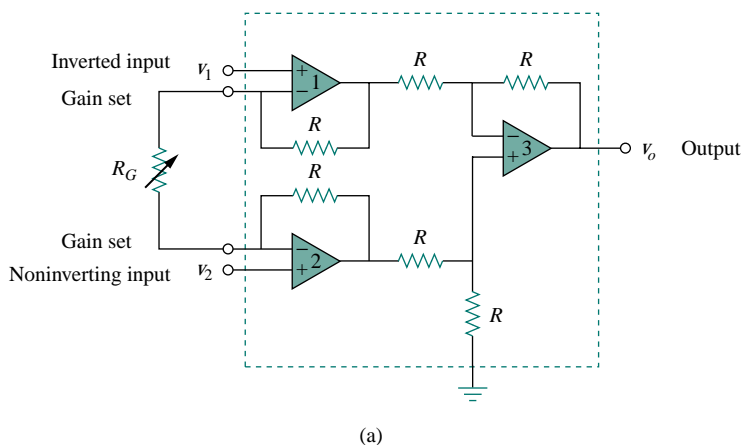 Inverted input v1
Gain set
RG
Gain set
Noninverting input v2
+
−
1
R
R
−
+
2
R
R
R
R
−
+
3
R
vo Output
(a)